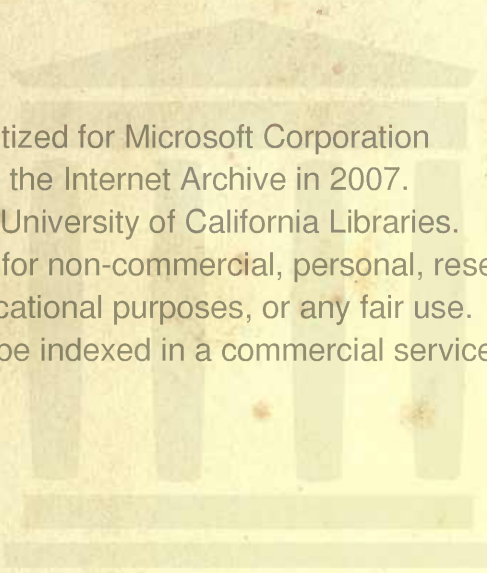 tized for Microsoft Corporation
the Internet Archive in 2007.
University of California Libraries.
for non-commercial, personal, rese
cational purposes, or any fair use.
be indexed in a commercial service